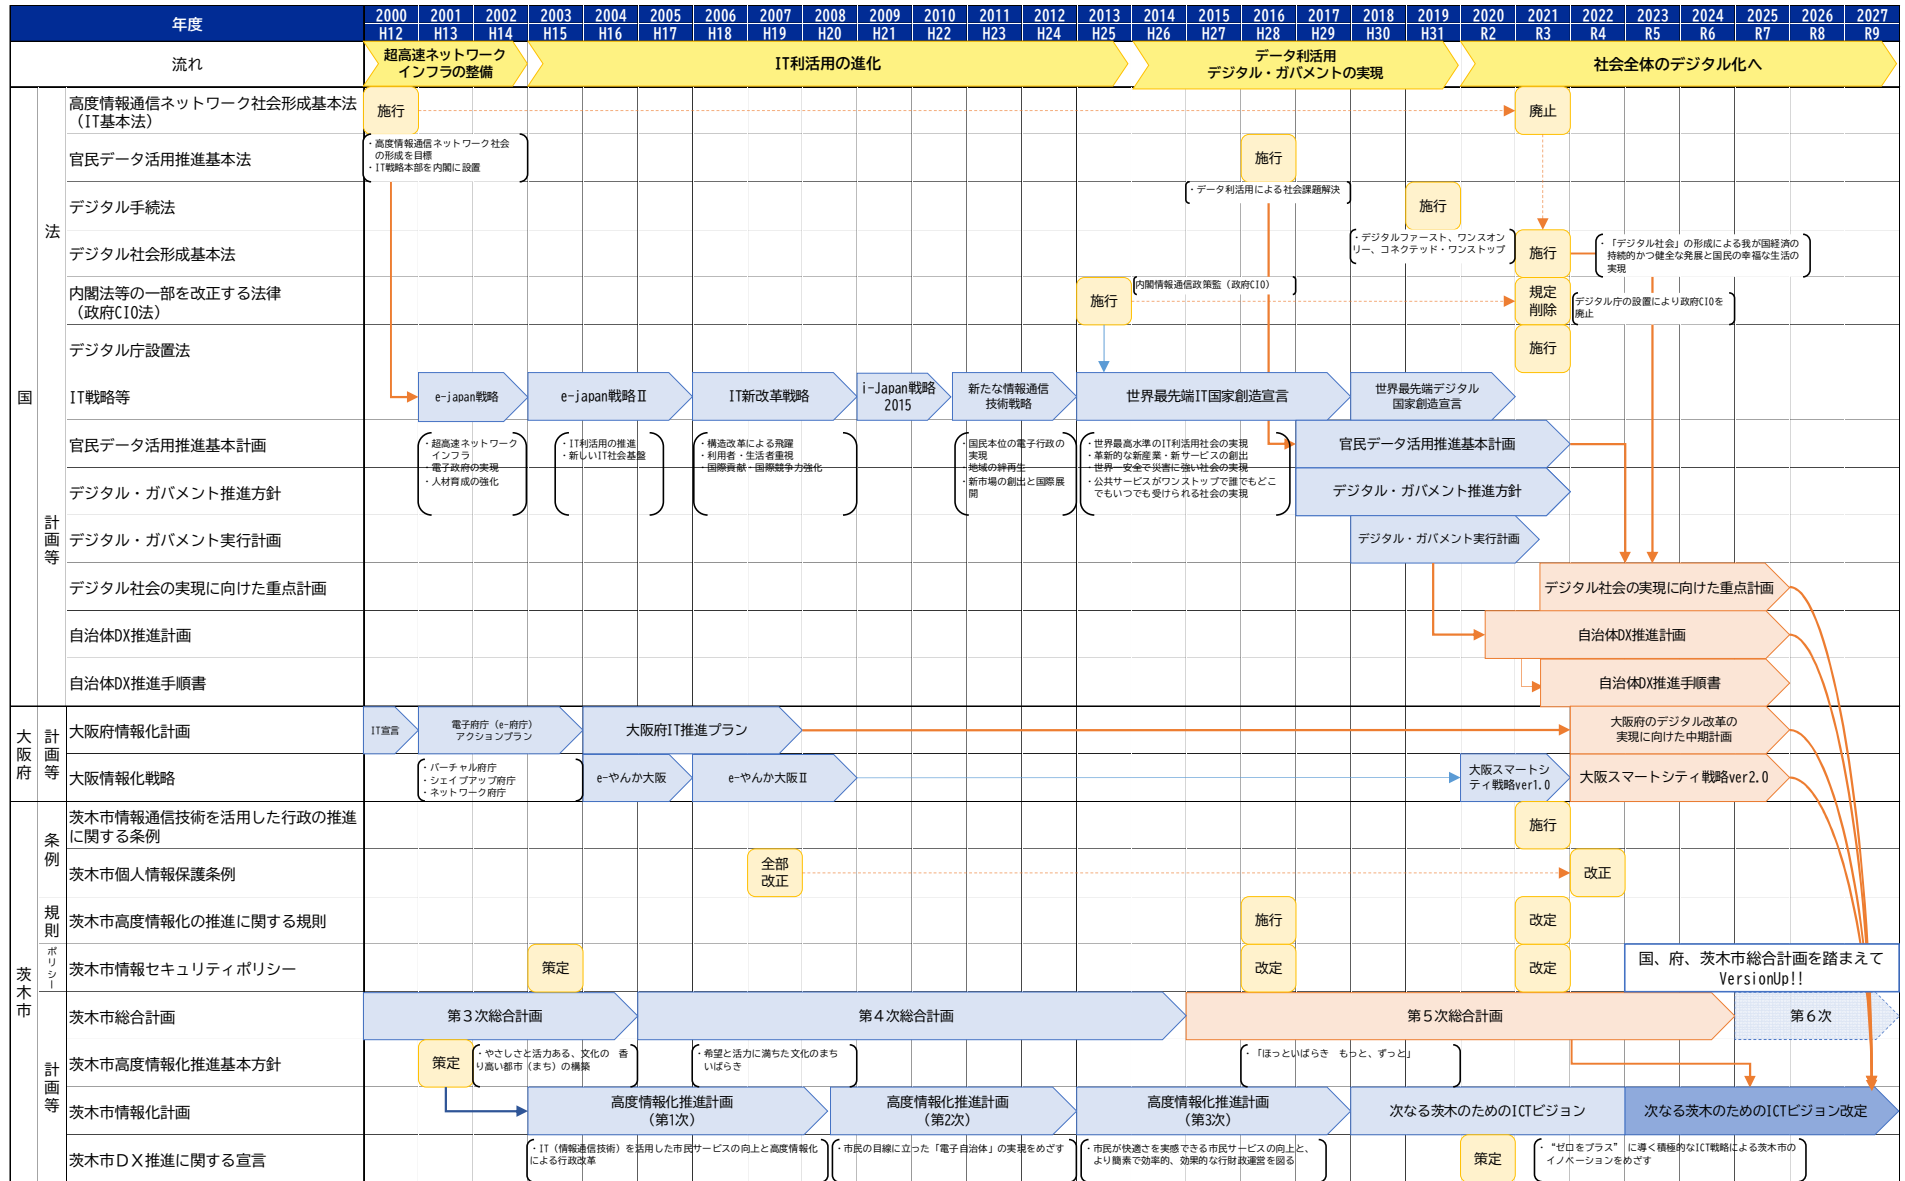 年度
2000 2001 2002 2003 2004 2005 2006 2007 2008 2009 2010 2011 2012 2013 2014 2015 2016 2017 2018 2019 2020 2021 2022 2023 2024 2025 2026 2027
H12 H13 H14 H15 H16 H17 H18 H19 H20 H21 H22 H23 H24 H25 H26 H27 H28 H29 H30 H31 R2 R3 R4 R5 R6 R7 R8 R9
流れ
超高速ネットワーク
インフラの整備
IT利活用の進化
データ利活用
デジタル・ガバメントの実現
社会全体のデジタル化へ
国
法
高度情報通信ネットワーク社会形成基本法
（IT基本法）
施行
廃止
・高度情報通信ネットワーク社会
の形成を目標
・IT戦略本部を内閣に設置
官民データ活用推進基本法
施行
・データ利活用による社会課題解決
デジタル手続法
施行
・デジタルファースト、ワンスオン
リー、コネクテッド・ワンストップ
デジタル社会形成基本法
施行
・「デジタル社会」の形成による我が国経済の
持続的かつ健全な発展と国民の幸福な生活の
実現
内閣法等の一部を改正する法律
（政府CIO法）
施行
内閣情報通信政策監（政府CIO）
規定
削除
デジタル庁の設置により政府CIOを
廃止
デジタル庁設置法
施行
計画等
IT戦略等
e-japan戦略
e-japan戦略Ⅱ
IT新改革戦略
i-Japan戦略
2015
新たな情報通信
技術戦略
世界最先端IT国家創造宣言
世界最先端デジタル
国家創造宣言
官民データ活用推進基本計画
・超高速ネットワーク
インフラ
・電子政府の実現
・人材育成の強化
・IT利活用の推進
・新しいIT社会基盤
・構造改革による飛躍
・利用者・生活者重視
・国際貢献・国際競争力強化
・国民本位の電子行政の
実現
・地域の絆再生
・新市場の創出と国際展
開
・世界最高水準のIT利活用社会の実現
・革新的な新産業・新サービスの創出
・世界一安全で災害に強い社会の実現
・公共サービスがワンストップで誰でもどこ
でもいつでも受けられる社会の実現
官民データ活用推進基本計画
デジタル・ガバメント推進方針
デジタル・ガバメント推進方針
デジタル・ガバメント実行計画
デジタル・ガバメント実行計画
デジタル社会の実現に向けた重点計画
デジタル社会の実現に向けた重点計画
自治体DX推進計画
自治体DX推進計画
自治体DX推進手順書
自治体DX推進手順書
大阪府
計画等
大阪府情報化計画
IT宣言
電子府庁（e-府庁）
アクションプラン
大阪府IT推進プラン
大阪府のデジタル改革の
実現に向けた中期計画
大阪情報化戦略
・バーチャル府庁
・シェイプアップ府庁
・ネットワーク府庁
e-やんか大阪
e-やんか大阪Ⅱ
大阪スマートシ
ティ戦略ver1.0
大阪スマートシティ戦略ver2.0
茨木市
条例
茨木市情報通信技術を活用した行政の推進
に関する条例
施行
茨木市個人情報保護条例
全部
改正
改正
規則
茨木市高度情報化の推進に関する規則
施行
改定
ポリシー
茨木市情報セキュリティポリシー
策定
改定
改定
国、府、茨木市総合計画を踏まえて
VersionUp!!
計画等
茨木市総合計画
第３次総合計画
第４次総合計画
第５次総合計画
第６次
茨木市高度情報化推進基本方針
策定
・やさしさと活力ある、文化の　香
り高い都市（まち）の構築
・希望と活力に満ちた文化のまち
いばらき
・「ほっといばらき　もっと、ずっと」
茨木市情報化計画
高度情報化推進計画
（第1次）
高度情報化推進計画
（第2次）
高度情報化推進計画
（第3次）
次なる茨木のためのICTビジョン
次なる茨木のためのICTビジョン改定
茨木市ＤＸ推進に関する宣言
・IT（情報通信技術）を活用した市民サービスの向上と高度情報化
による行政改革
・市民の目線に立った「電子自治体」の実現をめざす
・市民が快適さを実感できる市民サービスの向上と、
より簡素で効率的、効果的な行財政運営を図る
策定
・“ゼロをプラス”　に導く積極的なICT戦略による茨木市の
イノベーションをめざす